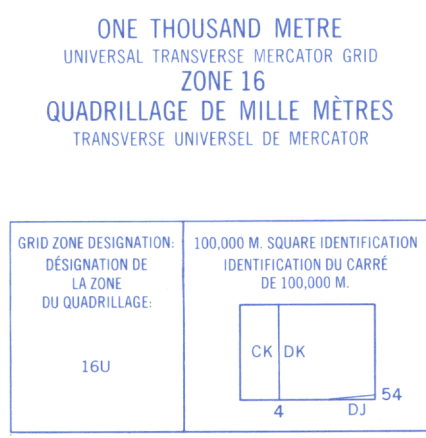 ONE THOUSAND METRE
UNIVERSAL TRANSVERSE MERCATOR GRID
ZONE 16
QUADRILLAGE DE MILLE MÈTRES
TRANSVERSE UNIVERSEL DE MERCATOR
GRID ZONE DESIGNATION:
DÉSIGNATION DE
LA ZONE
DU QUADRILLAGE:
16U
100,000 M. SQUARE IDENTIFICATION
IDENTIFICATION DU CARRÉ
DE 100,000 M.
CK DK
54
4 DJ